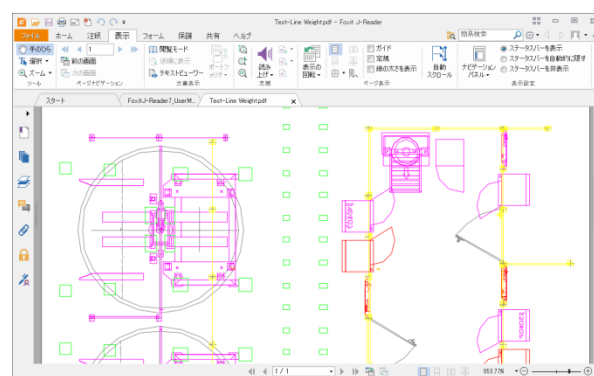 Test-Line Weight.pdf - Foxit J-Reader
ファイル ホーム 注釈 表示 フォーム 保護 共有 ヘルプ
簡易検索
手のひら 1 閲覧モード ガイド ステータスバーを表示
選択 前の画面 逆順に表示 定規 ステータスバーを自動的に隠す
ズーム 次の画面 テキストビューワー 線の太さを表示 ステータスバーを非表示
読み上げ 表示の回転 自動スクロール ナビゲーションパネル
ツール ページナビゲーション 文書表示 支援 ページ表示 表示設定
スタート FoxitJ-Reader7_UserM... Test-Line Weight.pdf x
1 / 1 953.77%